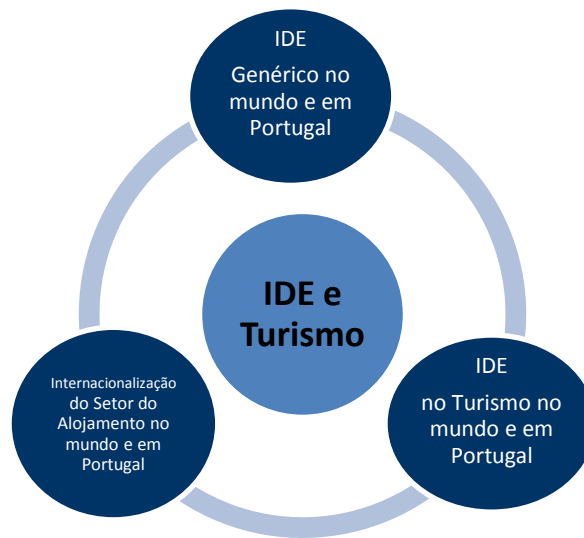 IDE
Genérico no
mundo e em
Portugal
IDE e
Turismo
Internacionalização
do Setor do
Alojamento no
mundo e em
Portugal
IDE
no Turismo no
mundo e em
Portugal